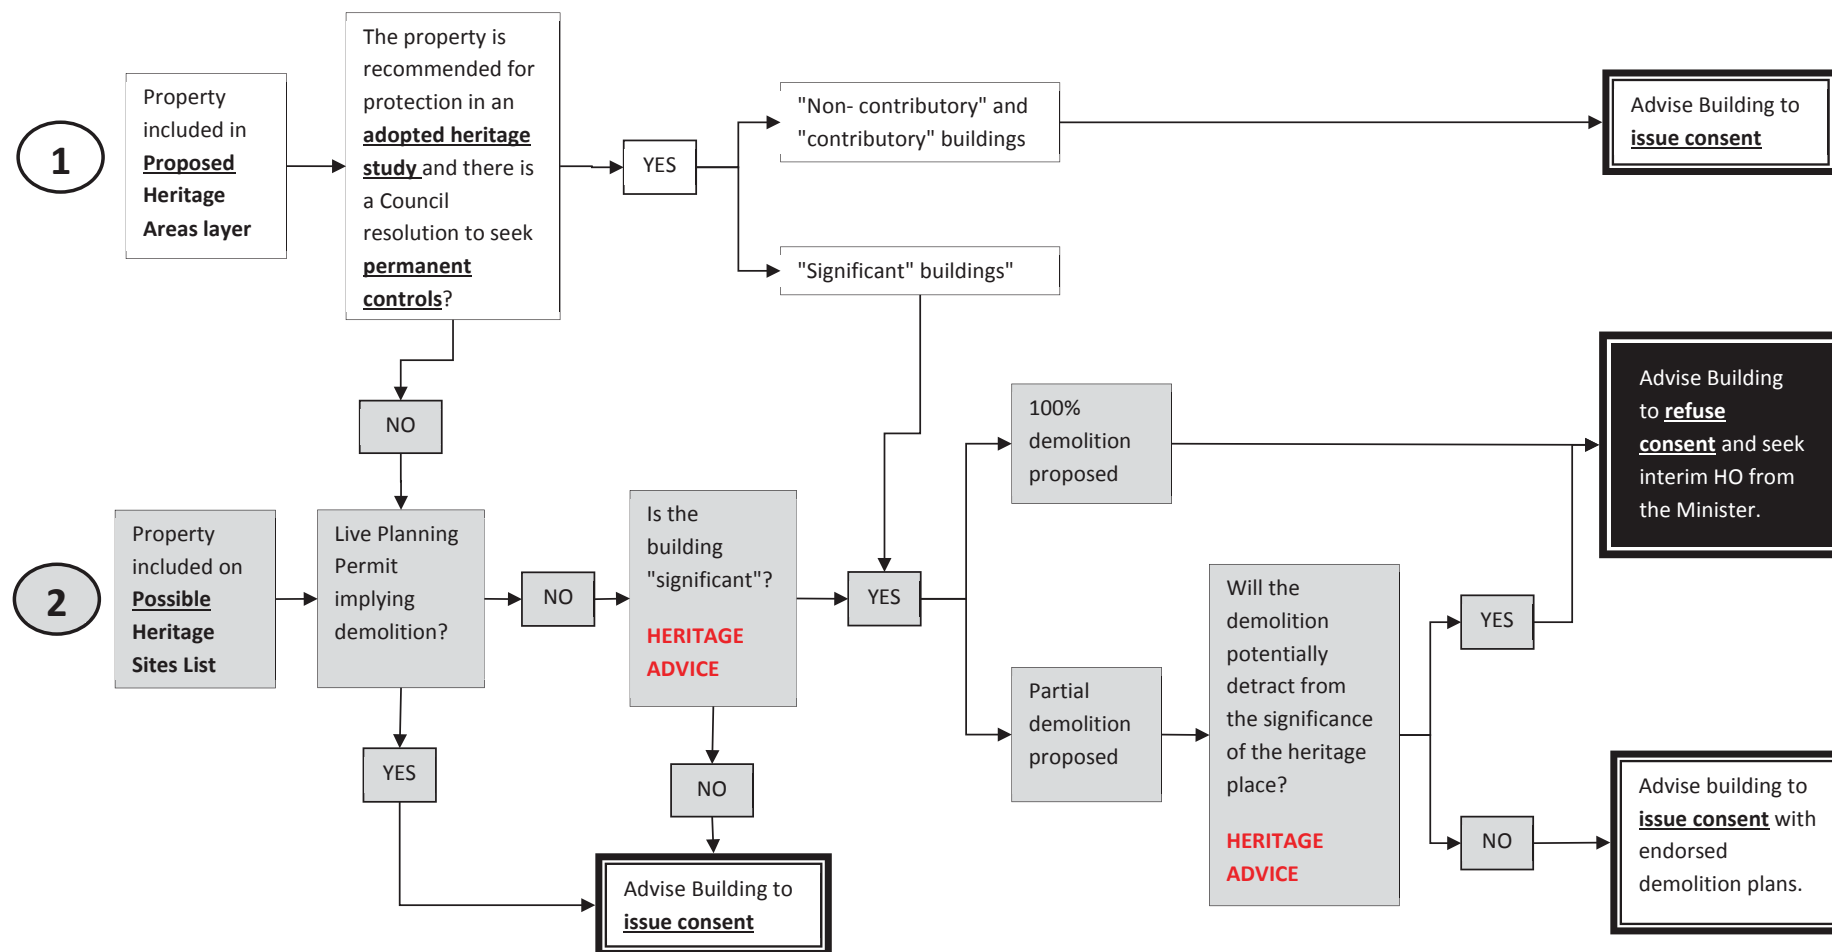 1
Property
included in
Proposed
Heritage
Areas layer
The property is
recommended for
protection in an
adopted heritage
study and there is
a Council
resolution to seek
permanent
controls?
YES
"Non- contributory" and
"contributory" buildings
Advise Building to
issue consent
"Significant" buildings"
NO
2
Property
included on
Possible
Heritage
Sites List
Live Planning
Permit
implying
demolition?
NO
Is the
building
"significant"?
HERITAGE
ADVICE
YES
100%
demolition
proposed
Advise Building
to refuse
consent and seek
interim HO from
the Minister.
Partial
demolition
proposed
Will the
demolition
potentially
detract from
the significance
of the heritage
place?
HERITAGE
ADVICE
YES
NO
Advise building to
issue consent with
endorsed
demolition plans.
YES
NO
Advise Building to
issue consent